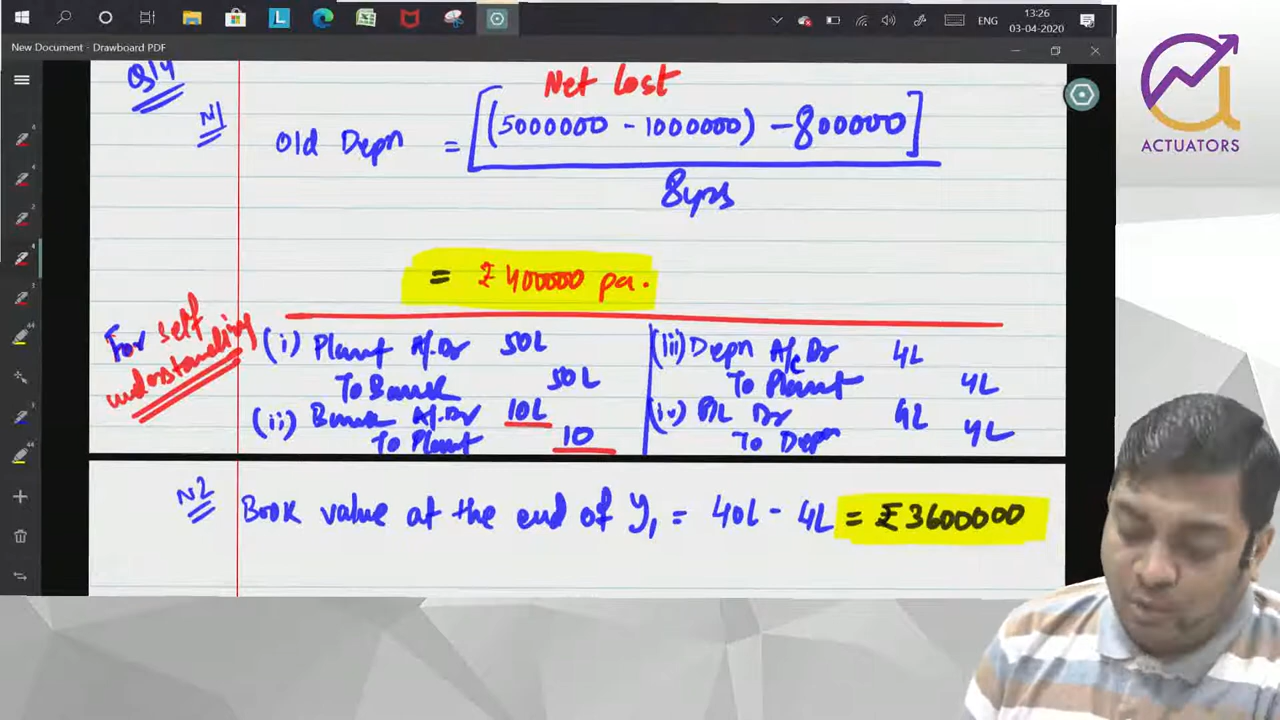 13:26
ENG
03-04-2020
New Document - Drawboard PDF
ACTUATORS
Q14
Net Cost
N1
Old Depn = [(5000000 - 1000000) - 800000]
8yrs
= ₹400000 pa.
For self
understanding
(i) Plant A/c Dr 50L
To Bank 50L
(ii) Bank A/c Dr 10L
To Plant 10
(iii) Depn A/c Dr 4L
To Plant 4L
(iv) P/L Dr 4L
To Depn 4L
N2
Book value at the end of Y1 = 40L - 4L = ₹3600000